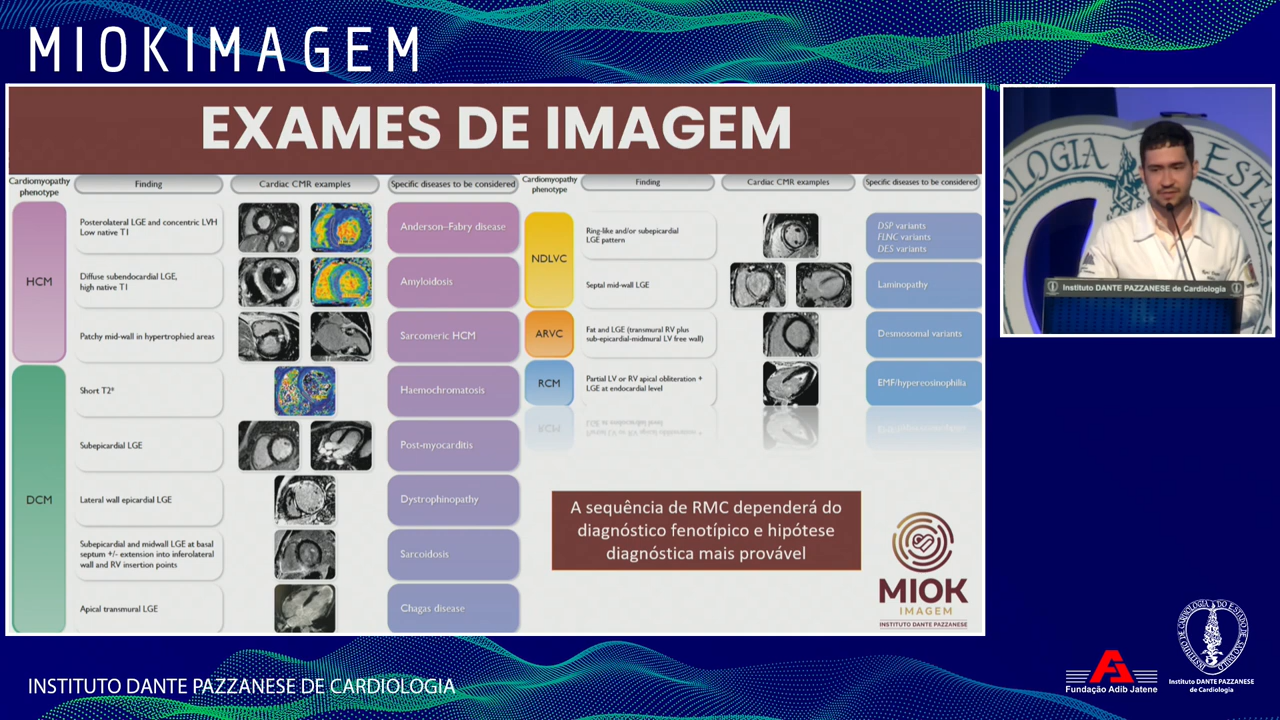 MIOKIMAGEM
EXAMES DE IMAGEM
Cardiomyopathy
phenotype
Finding
Cardiac CMR examples
Specific diseases to be considered
HCM
Posterolateral LGE and concentric LVH
Low native T1
Anderson–Fabry disease
Diffuse subendocardial LGE,
high native T1
Amyloidosis
Patchy mid-wall in hypertrophied areas
Sarcomeric HCM
DCM
Short T2*
Haemochromatosis
Subepicardial LGE
Post-myocarditis
Lateral wall epicardial LGE
Dystrophinopathy
Subepicardial and midwall LGE at basal
septum +/- extension into inferolateral
wall and RV insertion points
Sarcoidosis
Apical transmural LGE
Chagas disease
Cardiomyopathy
phenotype
Finding
Cardiac CMR examples
Specific diseases to be considered
NDLVC
Ring-like and/or subepicardial
LGE pattern
DSP variants
FLNC variants
DES variants
Septal mid-wall LGE
Laminopathy
ARVC
Fat and LGE (transmural RV plus
sub-epicardial-midmural LV free wall)
Desmosomal variants
RCM
Partial LV or RV apical obliteration +
LGE at endocardial level
EMF/hypereosinophilia
A sequência de RMC dependerá do
diagnóstico fenotípico e hipótese
diagnóstica mais provável
MIOK
IMAGEM
INSTITUTO DANTE PAZZANESE
OLOGIA
ESTE
Instituto DANTE PAZZANESE de Cardiologia
INSTITUTO DANTE PAZZANESE DE CARDIOLOGIA
Fundação Adib Jatene
Instituto DANTE PAZZANESE
de Cardiologia